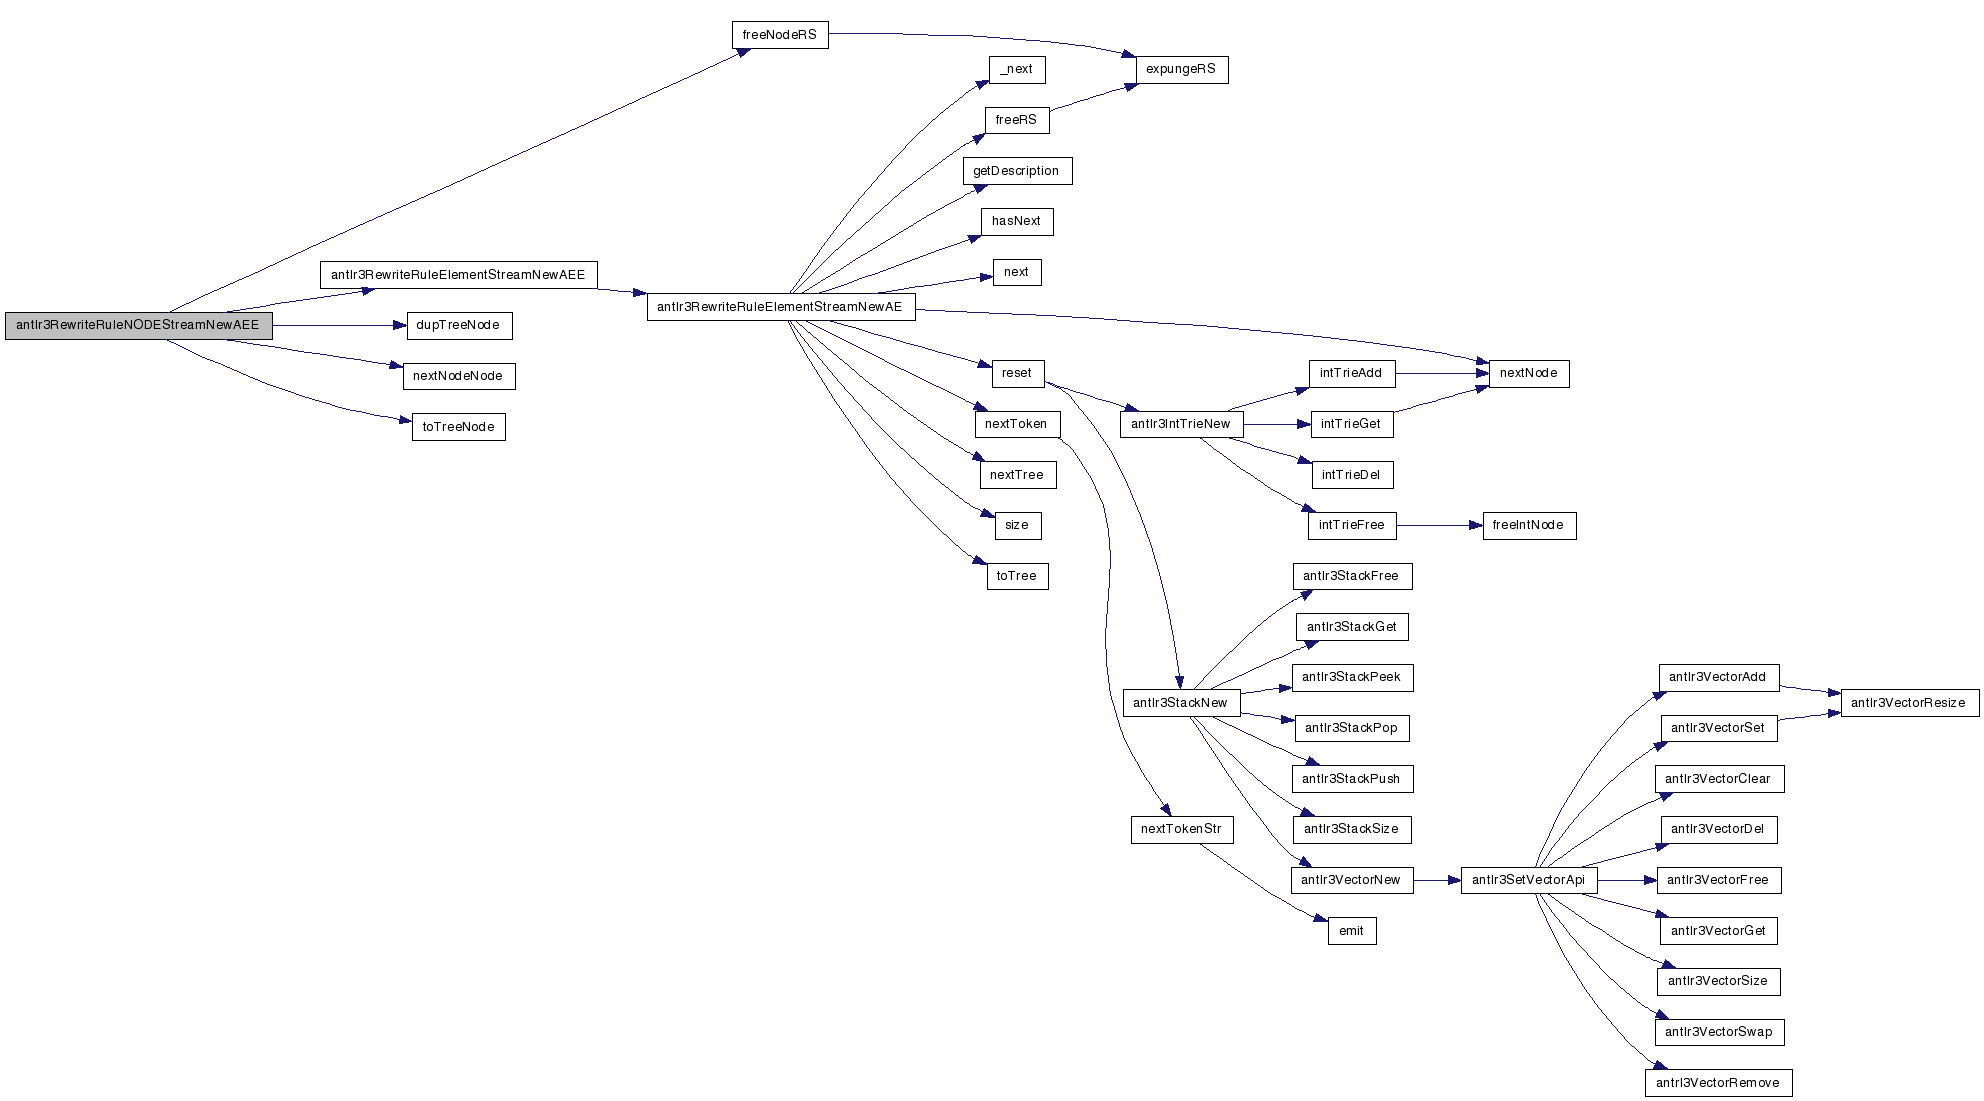 freeNodeRS
_next
expungeRS
freeRS
getDescription
hasNext
next
antlr3RewriteRuleElementStreamNewAEE
antlr3RewriteRuleElementStreamNewAE
antlr3RewriteRuleNODEStreamNewAEE
dupTreeNode
nextNodeNode
toTreeNode
reset
intTrieAdd
nextNode
nextToken
antlr3IntTrieNew
intTrieGet
nextTree
intTrieDel
size
intTrieFree
freeIntNode
toTree
antlr3StackFree
antlr3StackGet
antlr3StackPeek
antlr3VectorAdd
antlr3StackNew
antlr3VectorResize
antlr3StackPop
antlr3VectorSet
antlr3StackPush
antlr3VectorClear
nextTokenStr
antlr3StackSize
antlr3VectorDel
antlr3VectorNew
antlr3SetVectorApi
antlr3VectorFree
emit
antlr3VectorGet
antlr3VectorSize
antlr3VectorSwap
antrl3VectorRemove